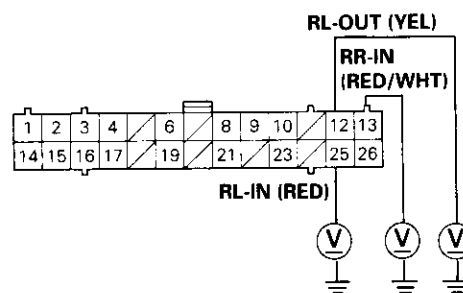 RL-OUT (YEL)
RR-IN
(RED/WHT)
1 2 3 4 6 8 9 10 12 13
14 15 16 17 19 21 23 25 26
RL-IN (RED)
V V V